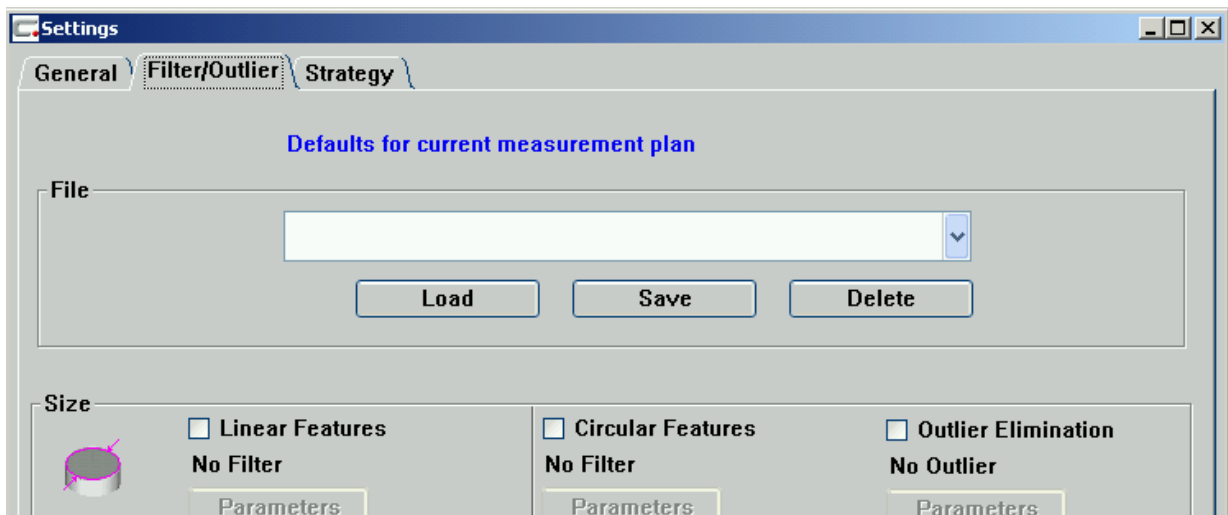 Settings
General Filter/Outlier Strategy
Defaults for current measurement plan
File
Load Save Delete
Size
Linear Features Circular Features Outlier Elimination
No Filter No Filter No Outlier
Parameters Parameters Parameters